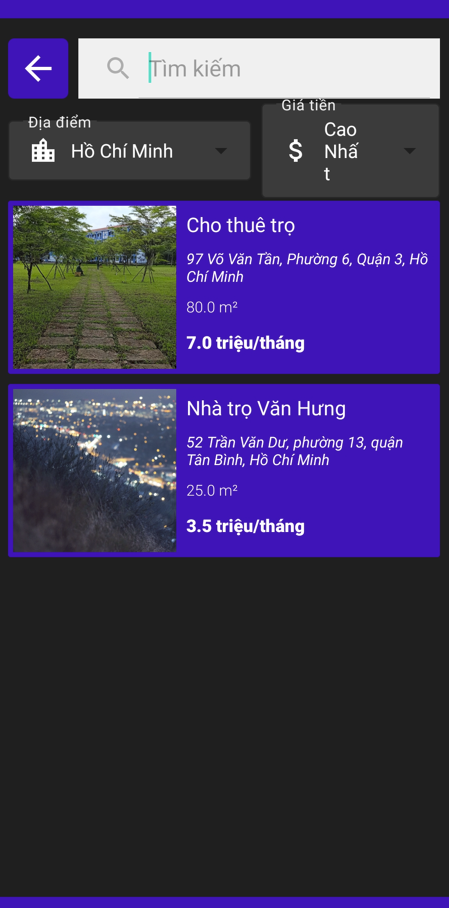 Tìm kiếm
Địa điểm
Hồ Chí Minh
Giá tiền
Cao
Nhấ
t
Cho thuê trọ
97 Võ Văn Tần, Phường 6, Quận 3, Hồ
Chí Minh
80.0 m²
7.0 triệu/tháng
Nhà trọ Văn Hưng
52 Trần Văn Dư, phường 13, quận
Tân Bình, Hồ Chí Minh
25.0 m²
3.5 triệu/tháng